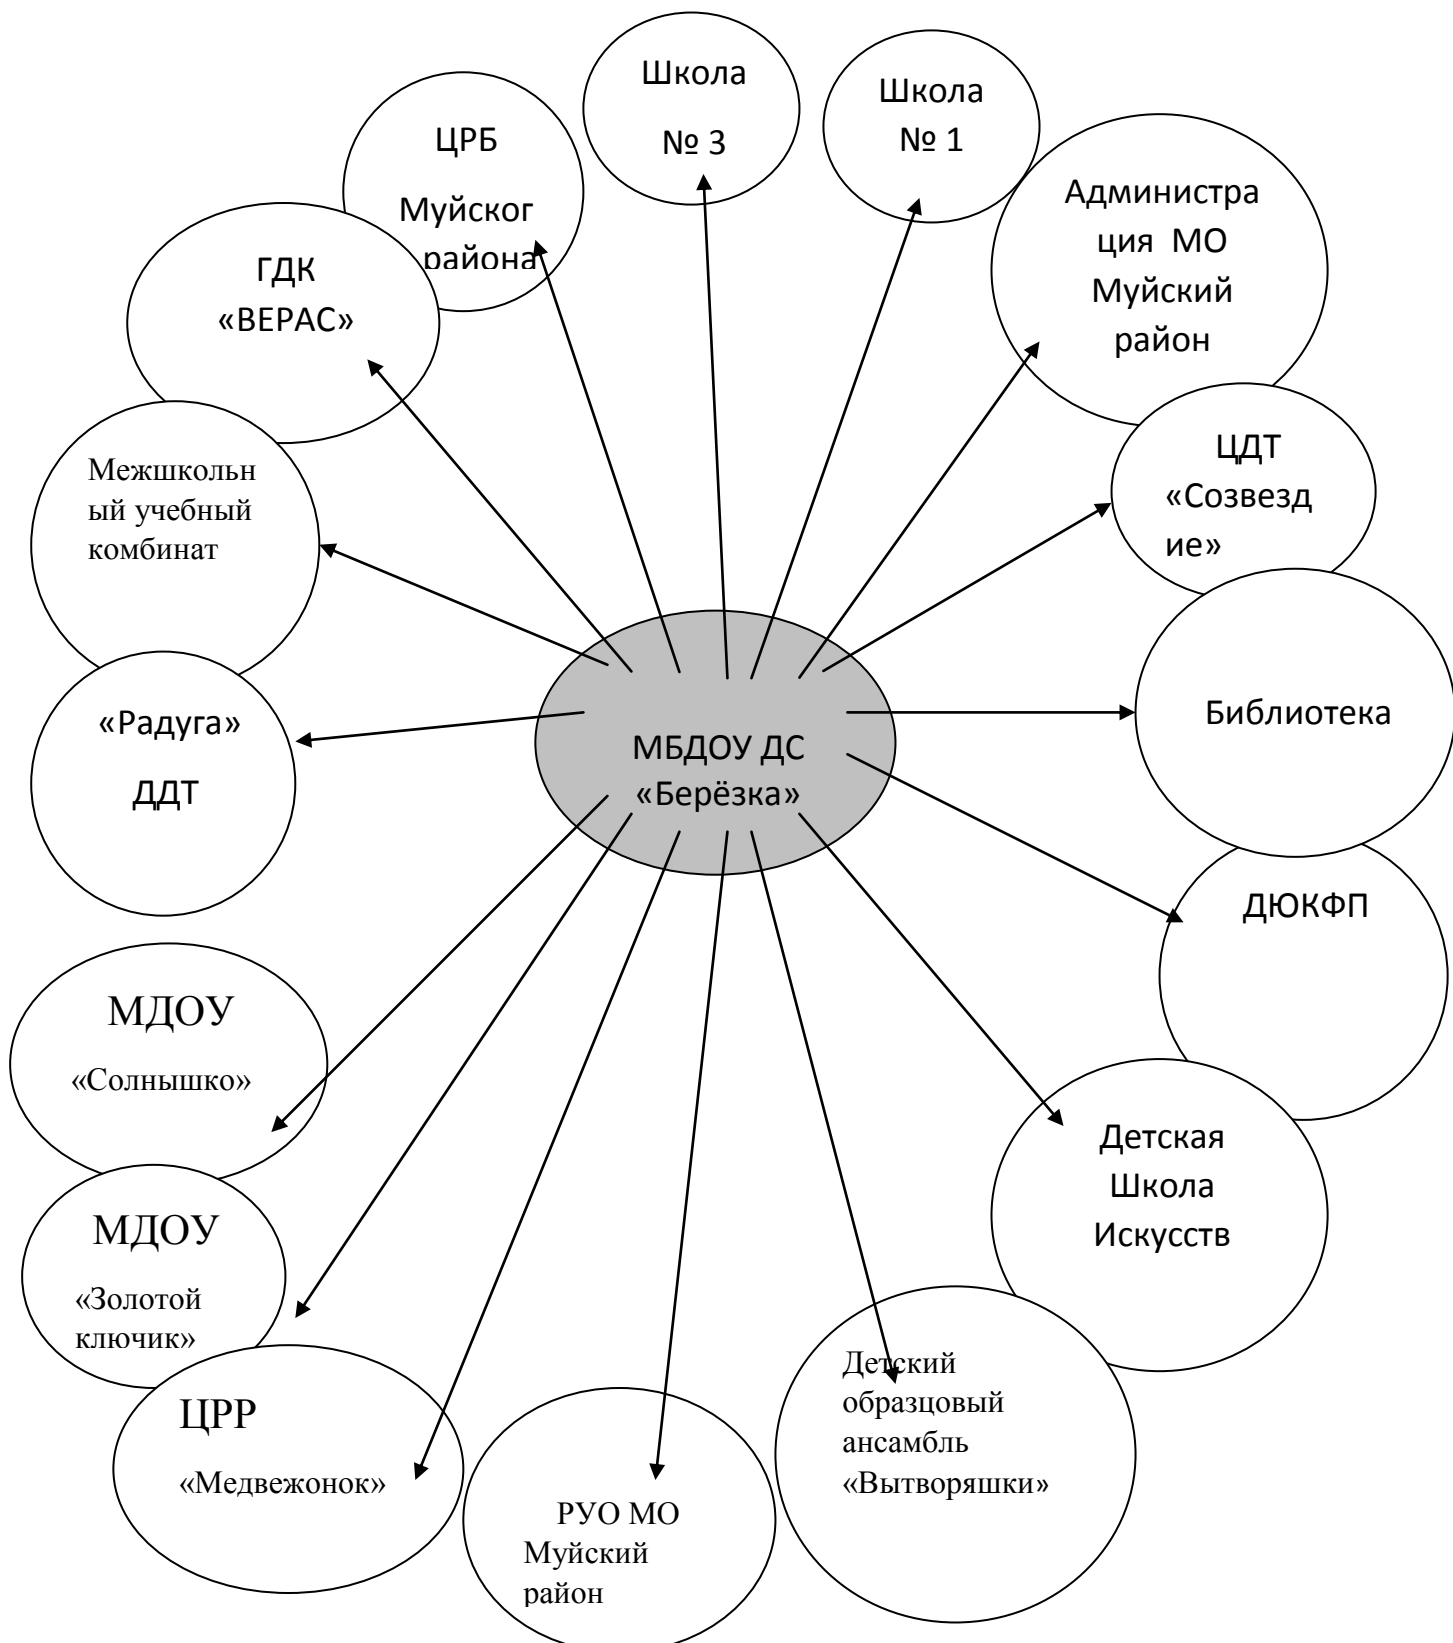 Школа
№ 3
Школа
№ 1
ЦРБ
Муйског
района
Администра
ция МО
Муйский
район
ГДК
«ВЕРАС»
ЦДТ
«Созвезд
ие»
Межшкольн
ый учебный
комбинат
Библиотека
«Радуга»
ДДТ
МБДОУ ДС
«Берёзка»
ДЮКФП
МДОУ
«Солнышко»
Детская
Школа
Искусств
МДОУ
«Золотой
ключик»
Детский
образцовый
ансамбль
«Вытворяшки»
ЦРР
«Медвежонок»
РУО МО
Муйский
район